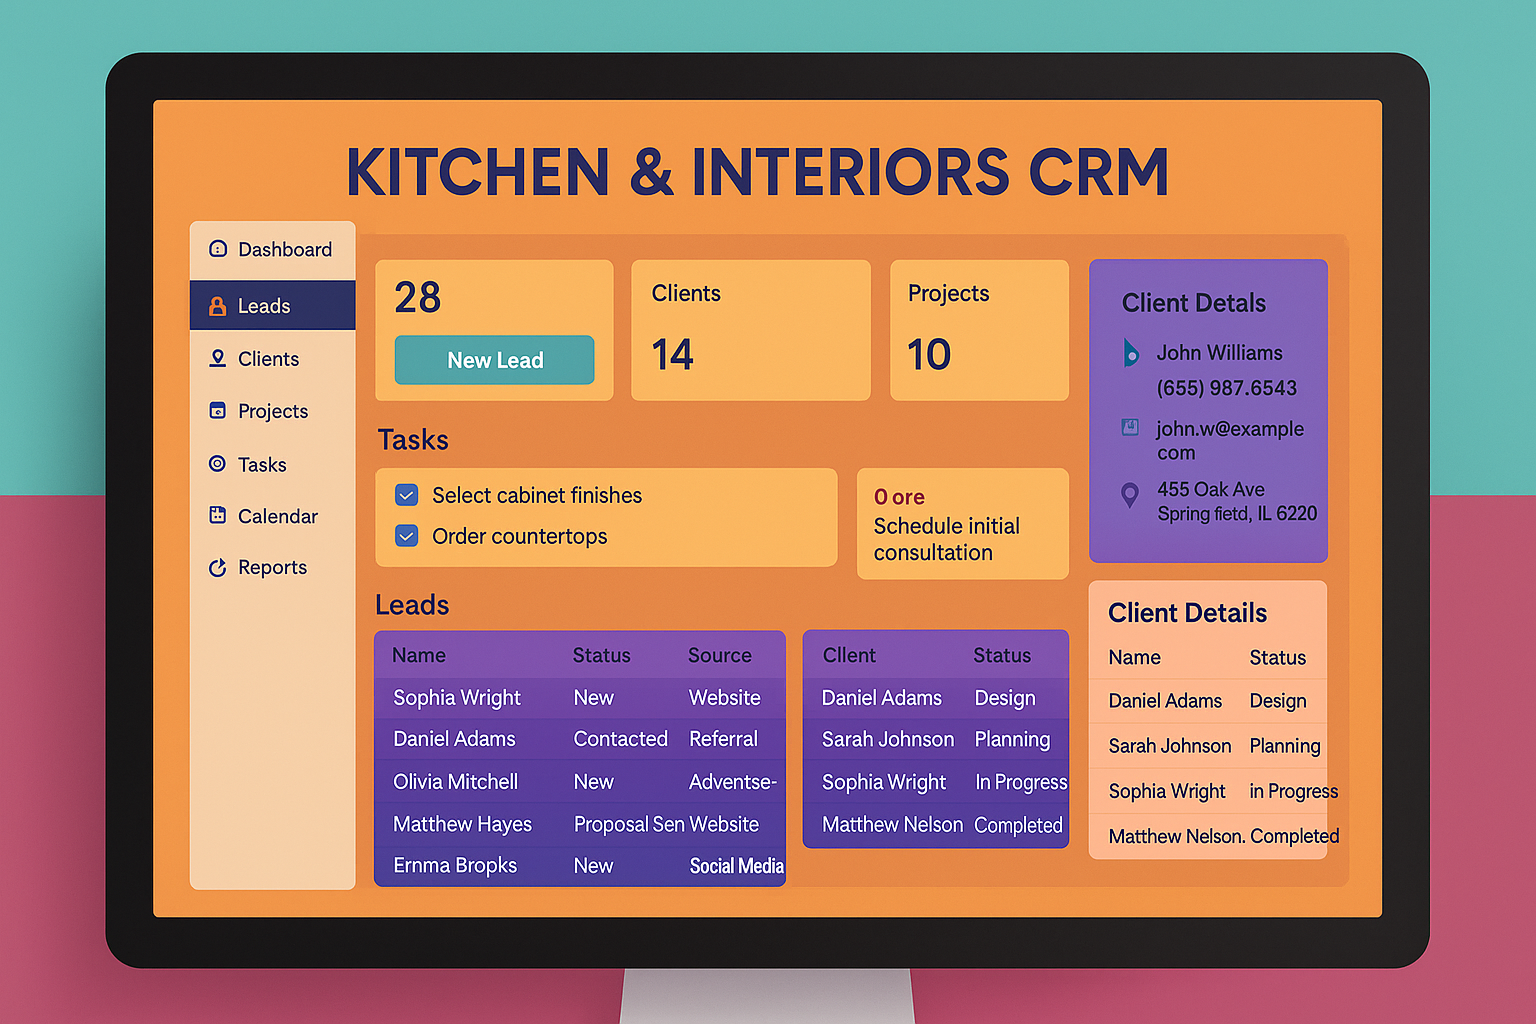 KITCHEN & INTERIORS CRM
Dashboard
Leads
Clients
Projects
Tasks
Calendar
Reports
28
New Lead
Clients
14
Projects
10
Tasks
Select cabinet finishes
Order countertops
0 ore
Schedule initial
consultation
Leads
Name Status Source
Sophia Wright New Website
Daniel Adams Contacted Referral
Olivia Mitchell New Adventse-
Matthew Hayes Proposal Sen Website
Ernma Bropks New Social Media
Cllent Status
Daniel Adams Design
Sarah Johnson Planning
Sophia Wright In Progress
Matthew Nelson Completed
Client Detals
John Williams
(655) 987.6543
john.w@example
com
455 Oak Ave
Spring fietd, IL 6220
Client Details
Name Status
Daniel Adams Design
Sarah Johnson Planning
Sophia Wright in Progress
Matthew Nelson. Completed